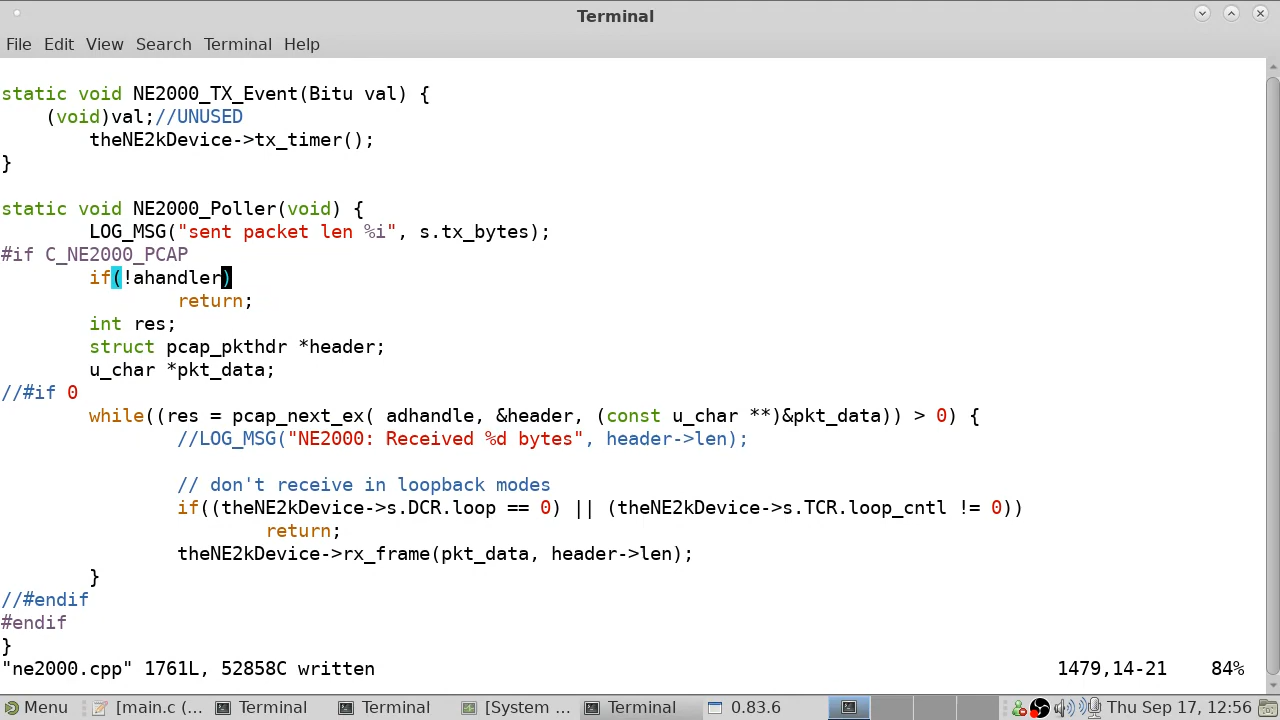 Terminal
File Edit View Search Terminal Help
static void NE2000_TX_Event(Bitu val) {
(void)val;//UNUSED
theNE2kDevice->tx_timer();
}
static void NE2000_Poller(void) {
LOG_MSG("sent packet len %i", s.tx_bytes);
#if C_NE2000_PCAP
if(!ahandler)
return;
int res;
struct pcap_pkthdr *header;
u_char *pkt_data;
//#if 0
while((res = pcap_next_ex( adhandle, &header, (const u_char **)&pkt_data)) > 0) {
//LOG_MSG("NE2000: Received %d bytes", header->len);
// don't receive in loopback modes
if((theNE2kDevice->s.DCR.loop == 0) || (theNE2kDevice->s.TCR.loop_cntl != 0))
return;
theNE2kDevice->rx_frame(pkt_data, header->len);
}
//#endif
#endif
}
"ne2000.cpp" 1761L, 52858C written 1479,14-21 84%
Menu [main.c (... Terminal Terminal [System ... Terminal 0.83.6 Thu Sep 17, 12:56